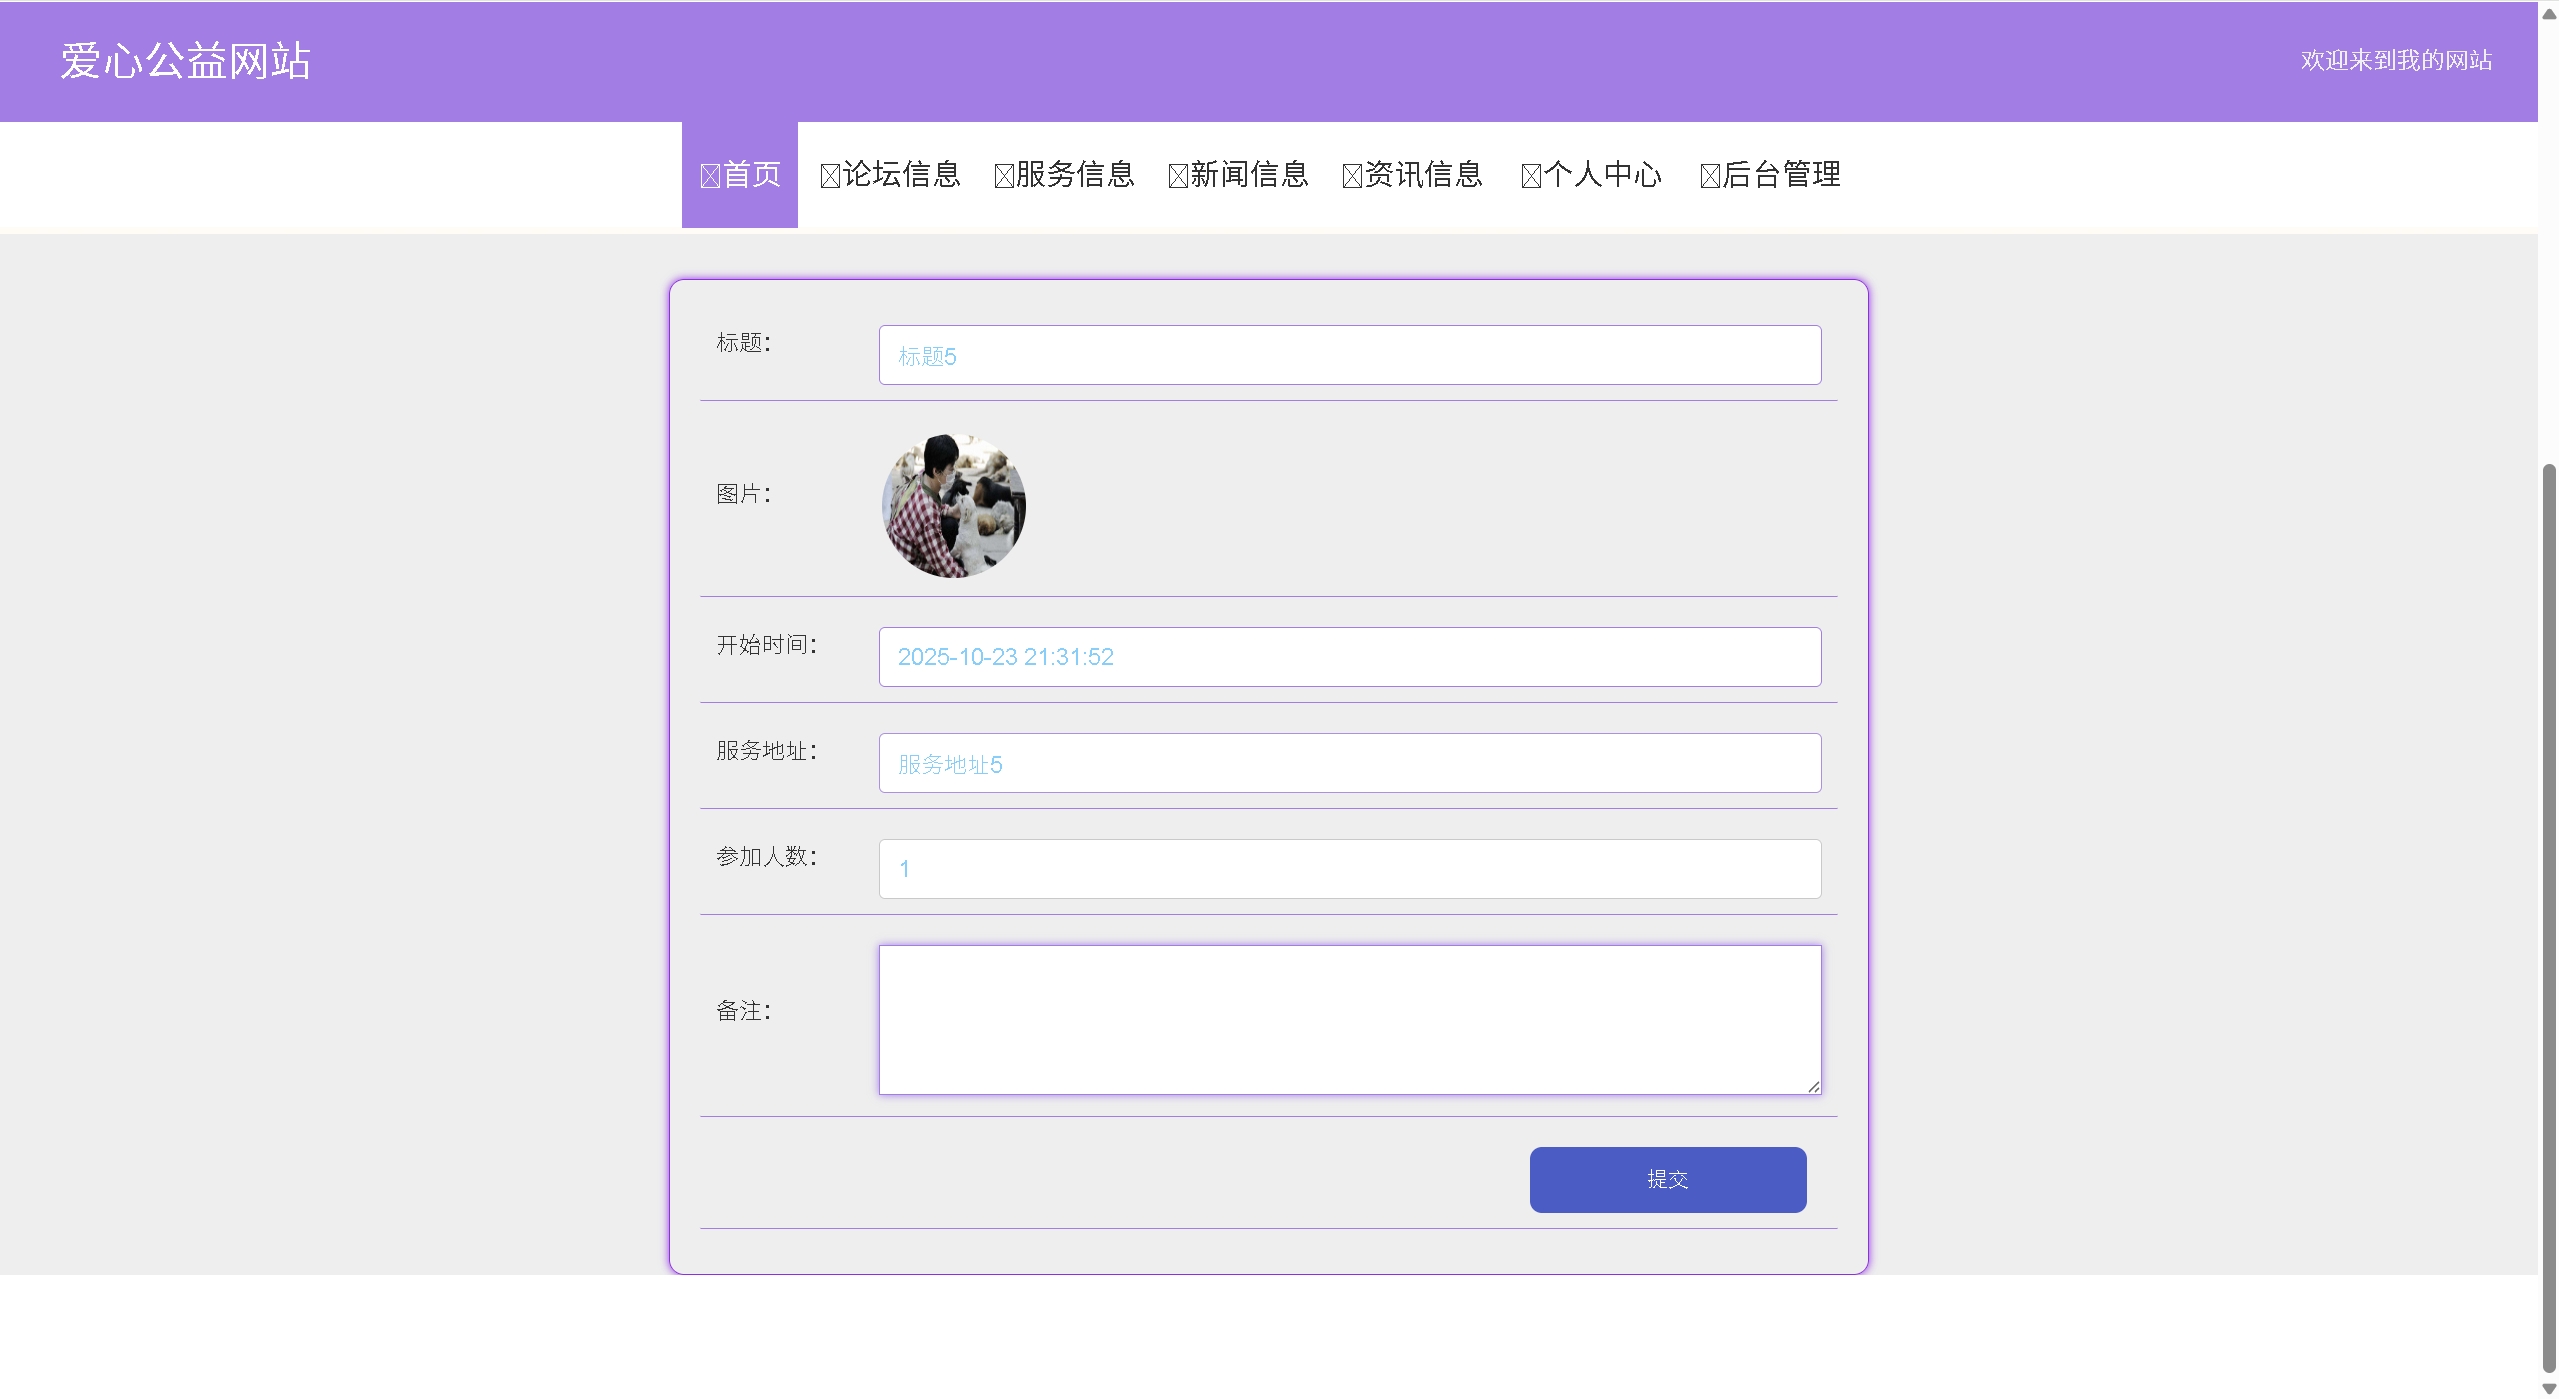 爱心公益网站
欢迎来到我的网站
首页 论坛信息 服务信息 新闻信息 资讯信息 个人中心 后台管理
标题：
标题5
图片：
开始时间：
2025-10-23 21:31:52
服务地址：
服务地址5
参加人数：
1
备注：
提交